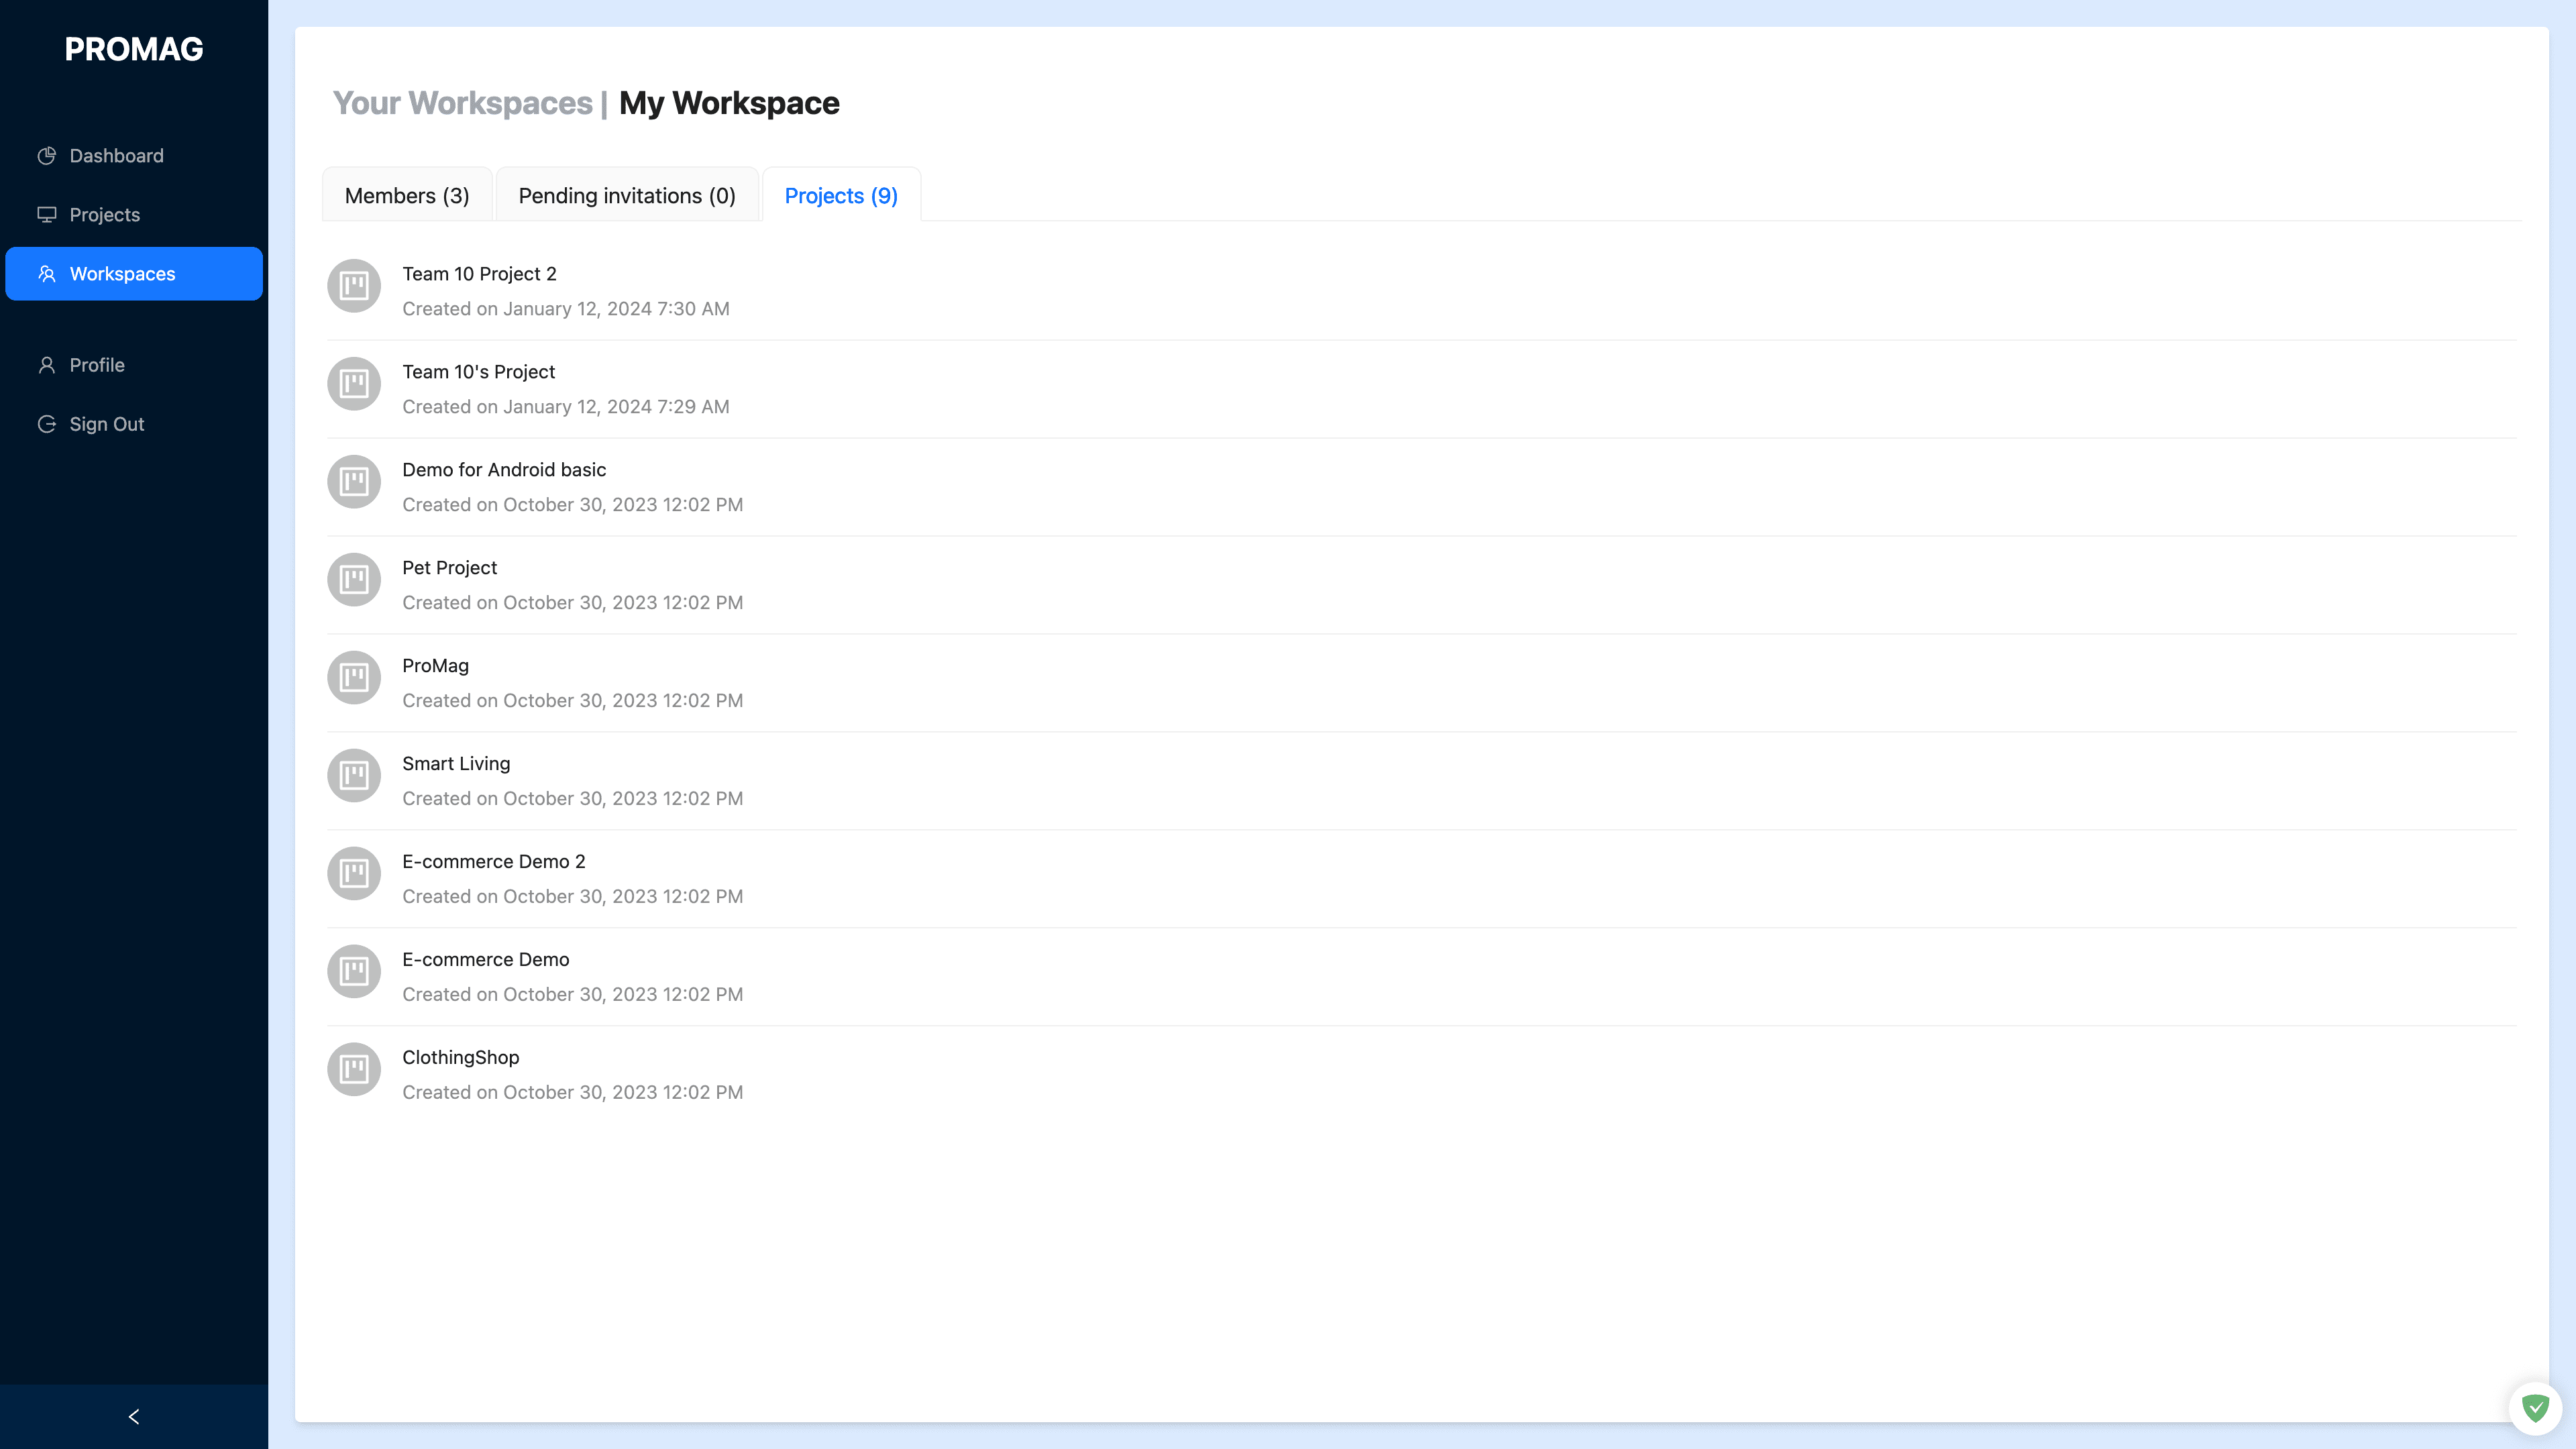 PROMAG
Dashboard
Projects
Workspaces
Profile
Sign Out
Your Workspaces | My Workspace
Members (3)
Pending invitations (0)
Projects (9)
Team 10 Project 2
Created on January 12, 2024 7:30 AM
Team 10's Project
Created on January 12, 2024 7:29 AM
Demo for Android basic
Created on October 30, 2023 12:02 PM
Pet Project
Created on October 30, 2023 12:02 PM
ProMag
Created on October 30, 2023 12:02 PM
Smart Living
Created on October 30, 2023 12:02 PM
E-commerce Demo 2
Created on October 30, 2023 12:02 PM
E-commerce Demo
Created on October 30, 2023 12:02 PM
ClothingShop
Created on October 30, 2023 12:02 PM